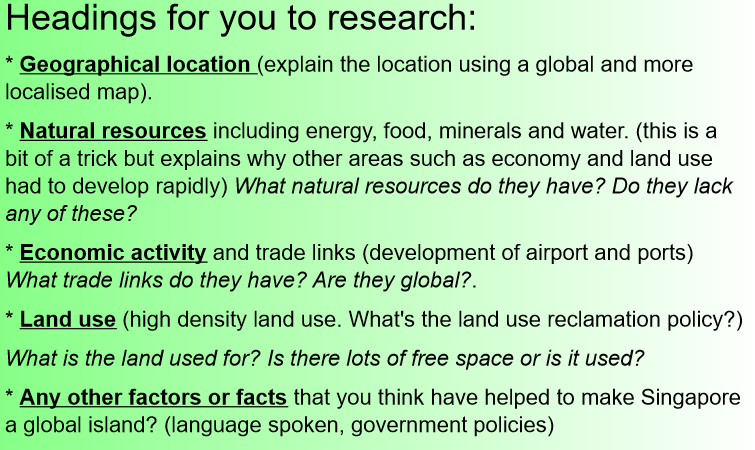 Headings for you to research:
* Geographical location (explain the location using a global and more
localised map).
* Natural resources including energy, food, minerals and water. (this is a
bit of a trick but explains why other areas such as economy and land use
had to develop rapidly) What natural resources do they have? Do they lack
any of these?
* Economic activity and trade links (development of airport and ports)
What trade links do they have? Are they global?.
* Land use (high density land use. What's the land use reclamation policy?)
What is the land used for? Is there lots of free space or is it used?
* Any other factors or facts that you think have helped to make Singapore
a global island? (language spoken, government policies)